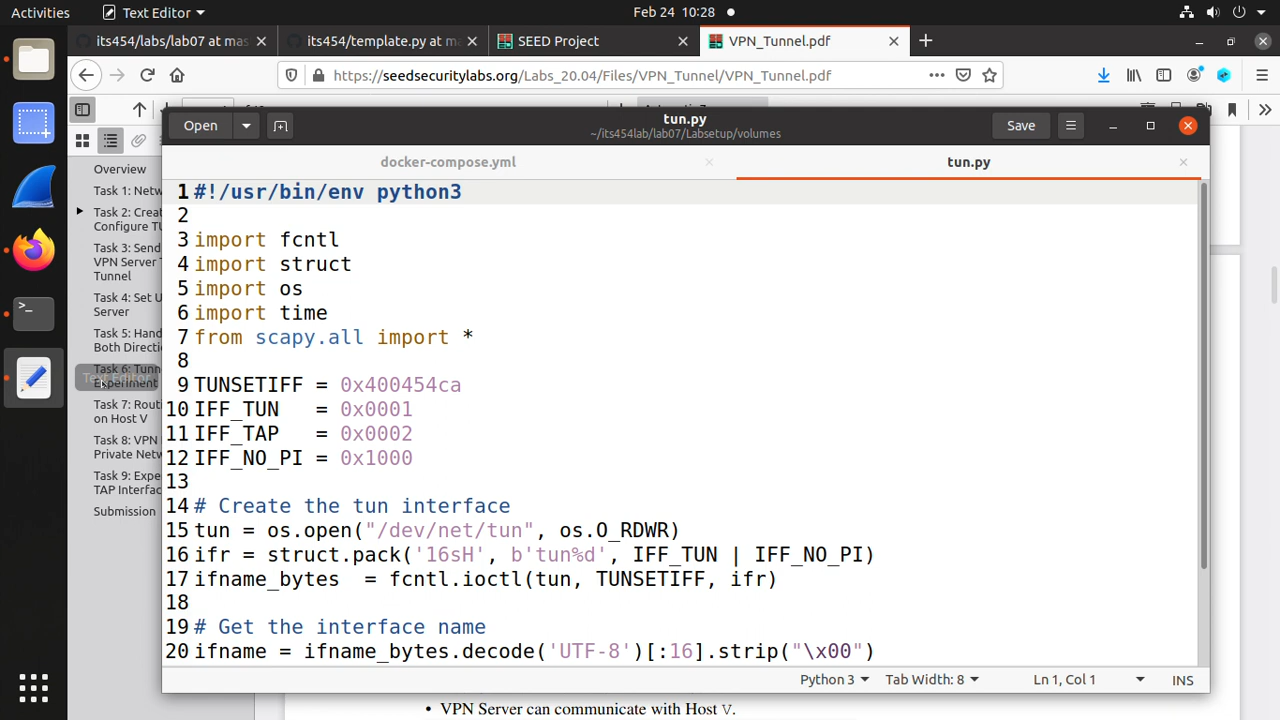 Activities
Text Editor
Feb 24 10:28
its454/labs/lab07 at mas
its454/template.py at m
SEED Project
VPN_Tunnel.pdf
https://seedsecuritylabs.org/Labs_20.04/Files/VPN_Tunnel/VPN_Tunnel.pdf
Open
tun.py
~/its454lab/lab07/Labsetup/volumes
Save
docker-compose.yml
tun.py
Overview
Task 1: Netw
Task 2: Crea
Configure TU
Task 3: Send
VPN Server T
Tunnel
Task 4: Set U
Server
Task 5: Hand
Both Directi
Task 6: Tunn
Experiment
Text Editor
Task 7: Routi
on Host V
Task 8: VPN
Private Netw
Task 9: Expe
TAP Interfac
Submission
1 #!/usr/bin/env python3
2
3 import fcntl
4 import struct
5 import os
6 import time
7 from scapy.all import *
8
9 TUNSETIFF = 0x400454ca
10 IFF_TUN   = 0x0001
11 IFF_TAP   = 0x0002
12 IFF_NO_PI = 0x1000
13
14 # Create the tun interface
15 tun = os.open("/dev/net/tun", os.O_RDWR)
16 ifr = struct.pack('16sH', b'tun%d', IFF_TUN | IFF_NO_PI)
17 ifname_bytes  = fcntl.ioctl(tun, TUNSETIFF, ifr)
18
19 # Get the interface name
20 ifname = ifname_bytes.decode('UTF-8')[:16].strip("\x00")
Python 3
Tab Width: 8
Ln 1, Col 1
INS
• VPN Server can communicate with Host V.